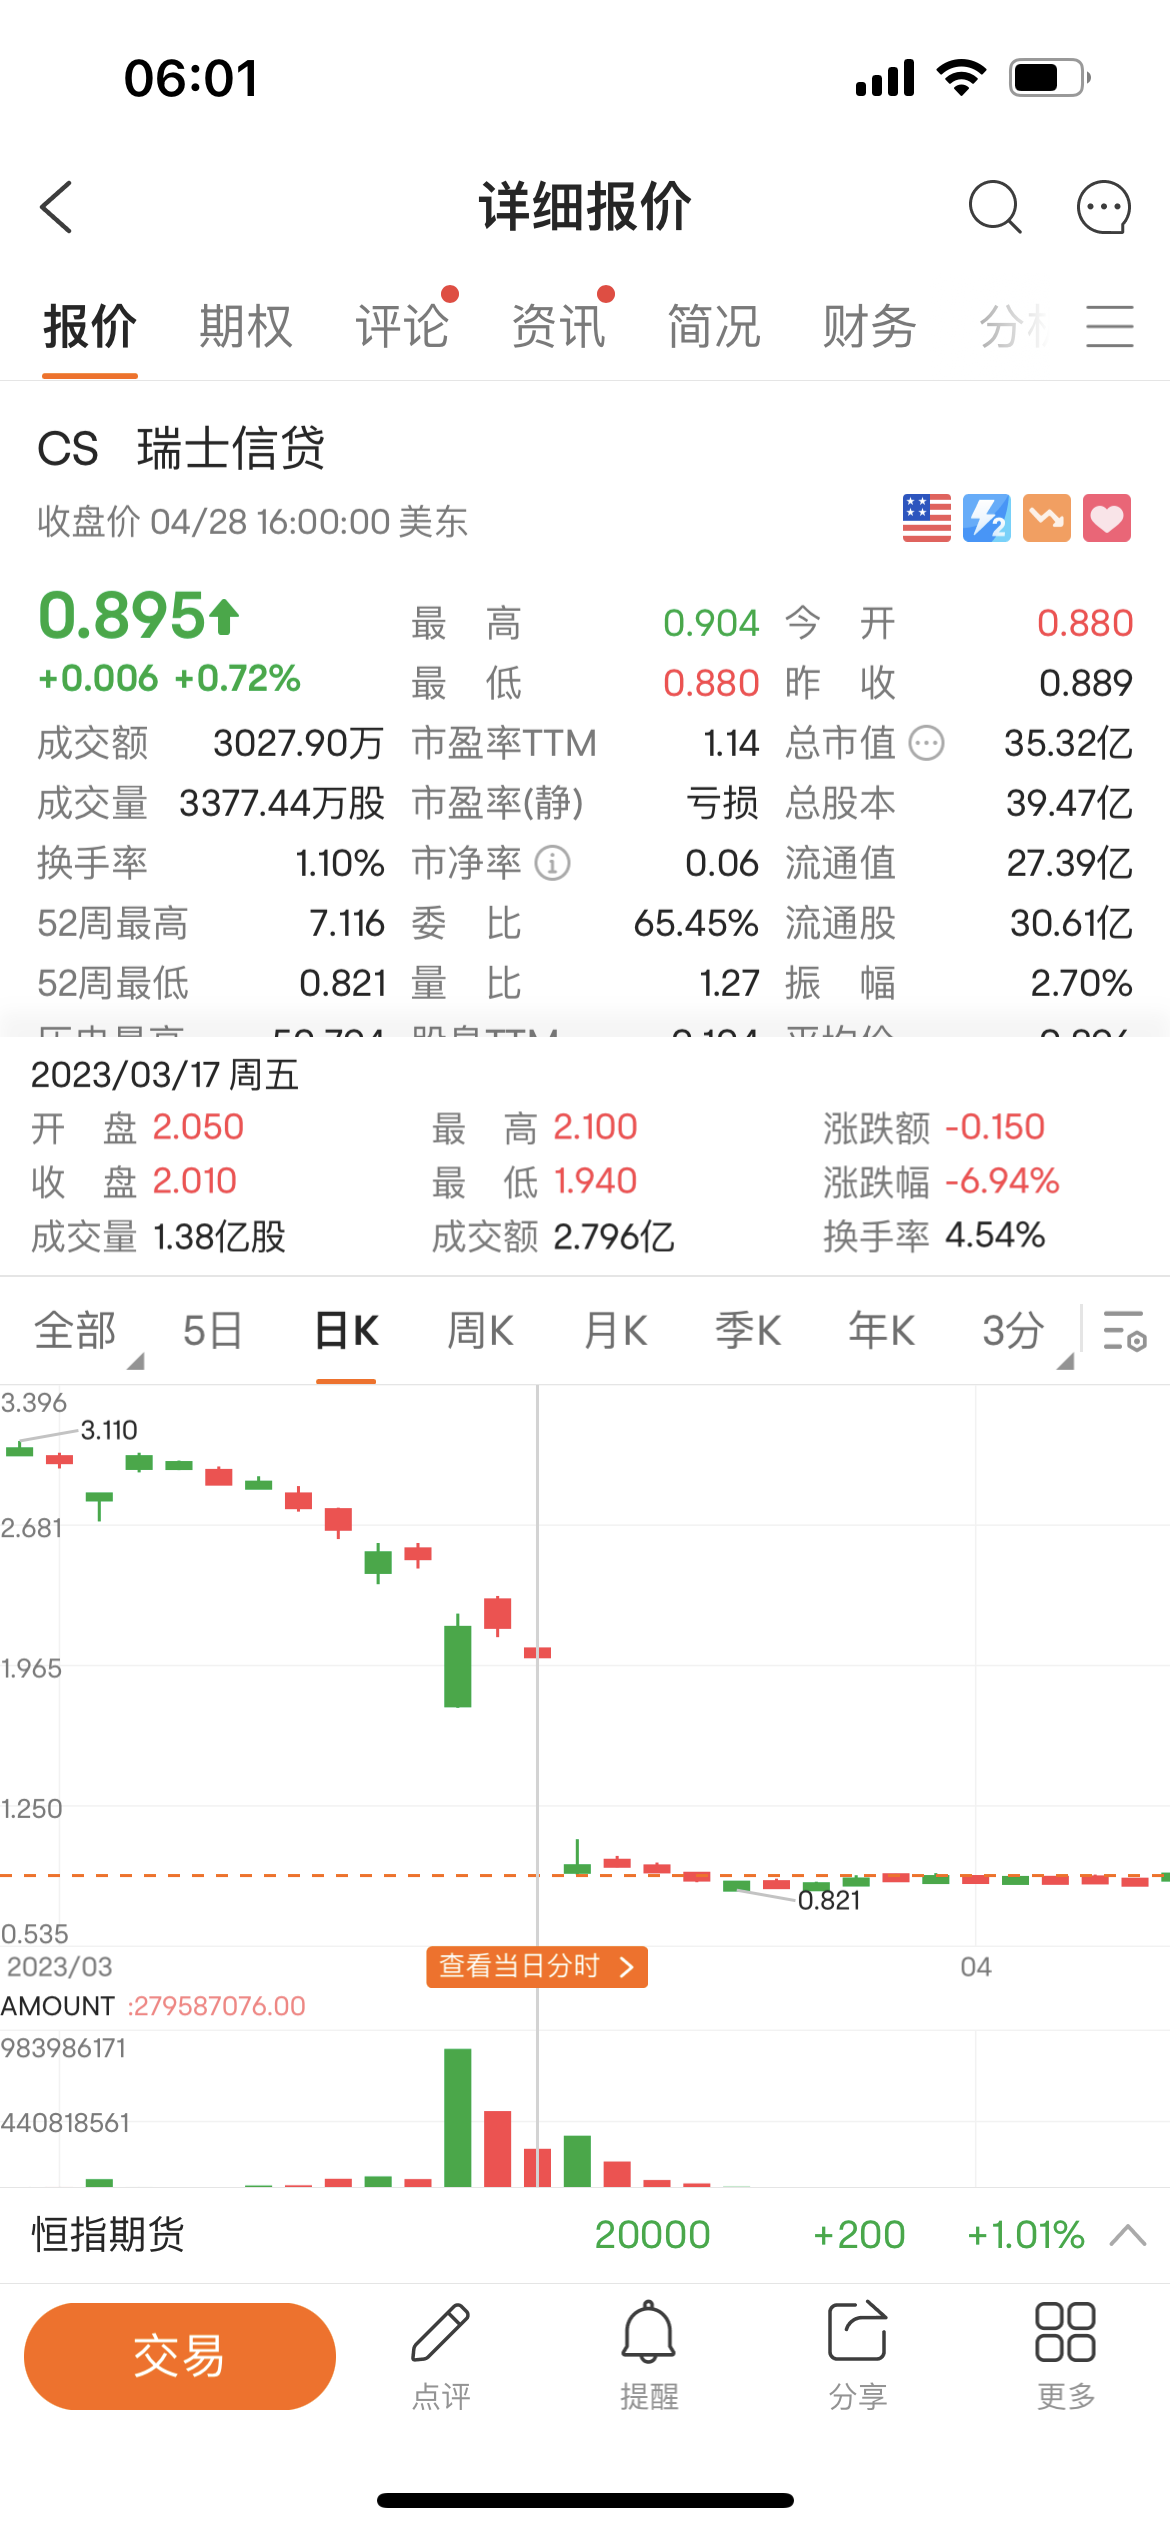 06:01
详细报价
报价 期权 评论 资讯 简况 财务 分
CS 瑞士信贷
收盘价 04/28 16:00:00 美东
2
0.895 最高 0.904 今开 0.880
+0.006 +0.72% 最低 0.880 昨收 0.889
成交额 3027.90万 市盈率TTM 1.14 总市值 35.32亿
成交量 3377.44万股 市盈率(静) 亏损 总股本 39.47亿
换手率 1.10% 市净率 0.06 流通值 27.39亿
52周最高 7.116 委比 65.45% 流通股 30.61亿
52周最低 0.821 量比 1.27 振幅 2.70%
2023/03/17 周五
开盘 2.050 最高 2.100 涨跌额 -0.150
收盘 2.010 最低 1.940 涨跌幅 -6.94%
成交量 1.38亿股 成交额 2.796亿 换手率 4.54%
全部 5日 日K 周K 月K 季K 年K 3分
3.396
3.110
2.681
1.965
1.250
0.821
0.535
2023/03 查看当日分时 04
AMOUNT :279587076.00
983986171
440818561
恒指期货 20000 +200 +1.01%
交易 点评 提醒 分享 更多